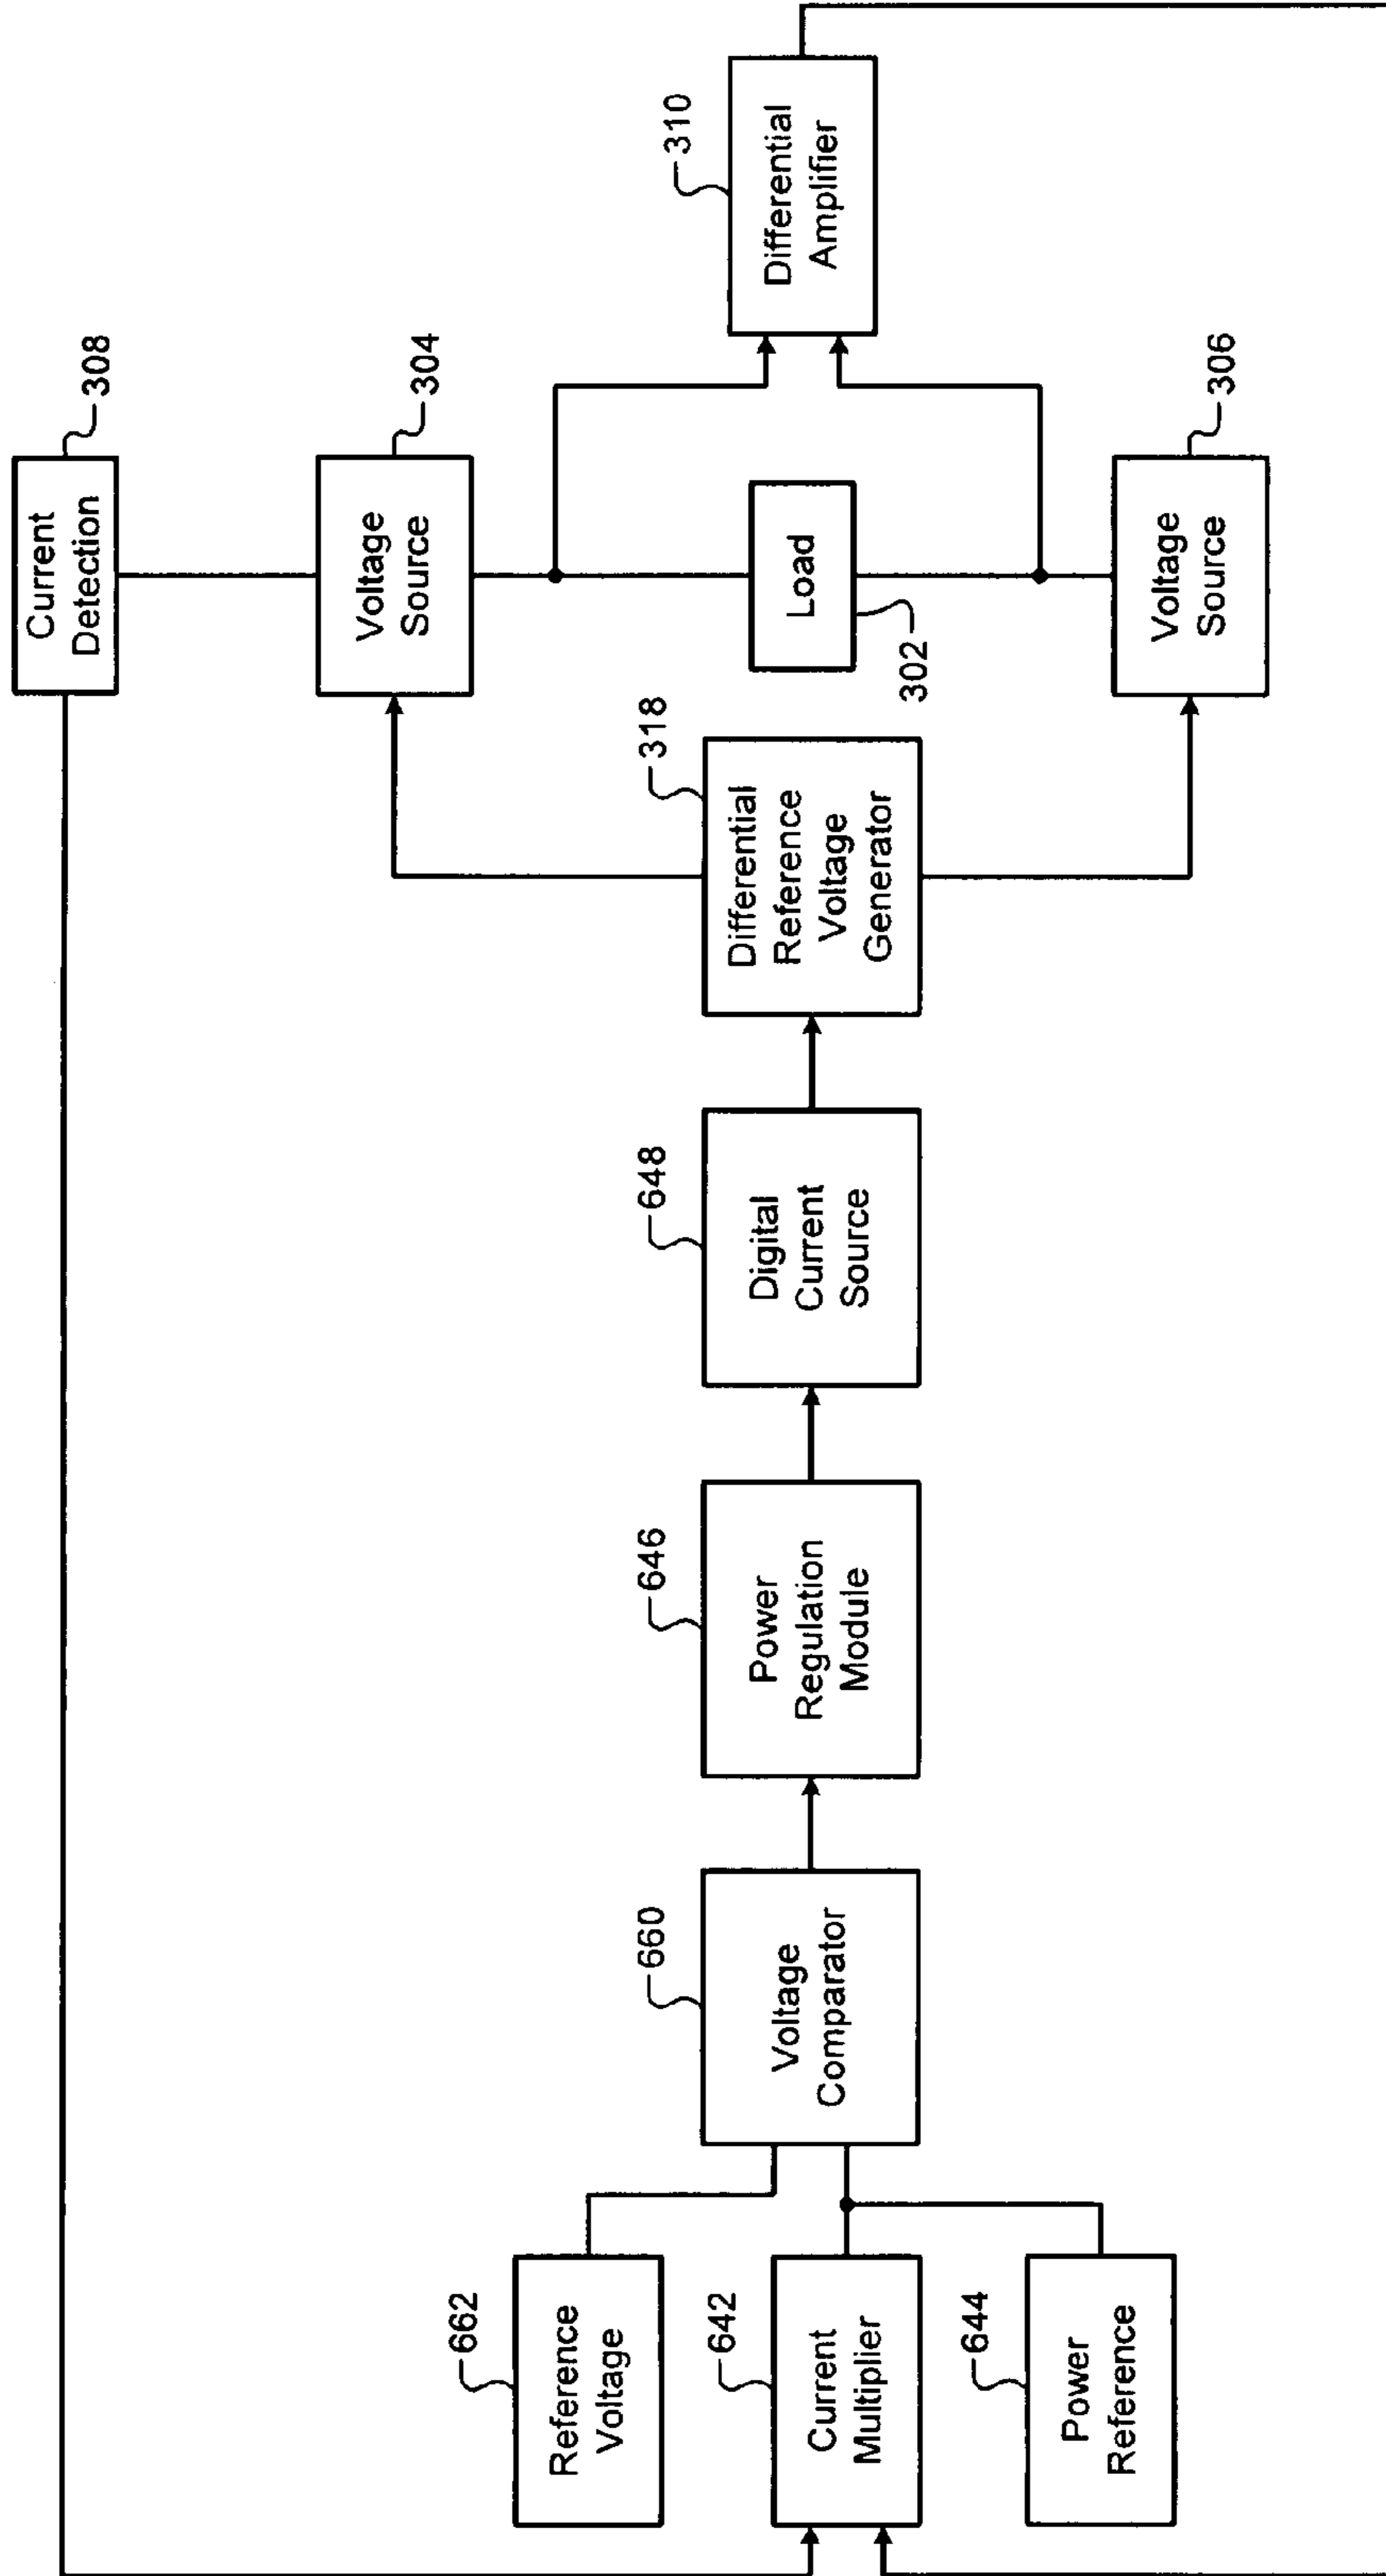 Current
Detection
308
Voltage
Source
304
Differential
Amplifier
310
Load
302
Voltage
Source
306
Differential
Reference
Voltage
Generator
318
Digital
Current
Source
648
Power
Regulation
Module
646
Voltage
Comparator
660
Reference
Voltage
662
Current
Multiplier
642
Power
Reference
644